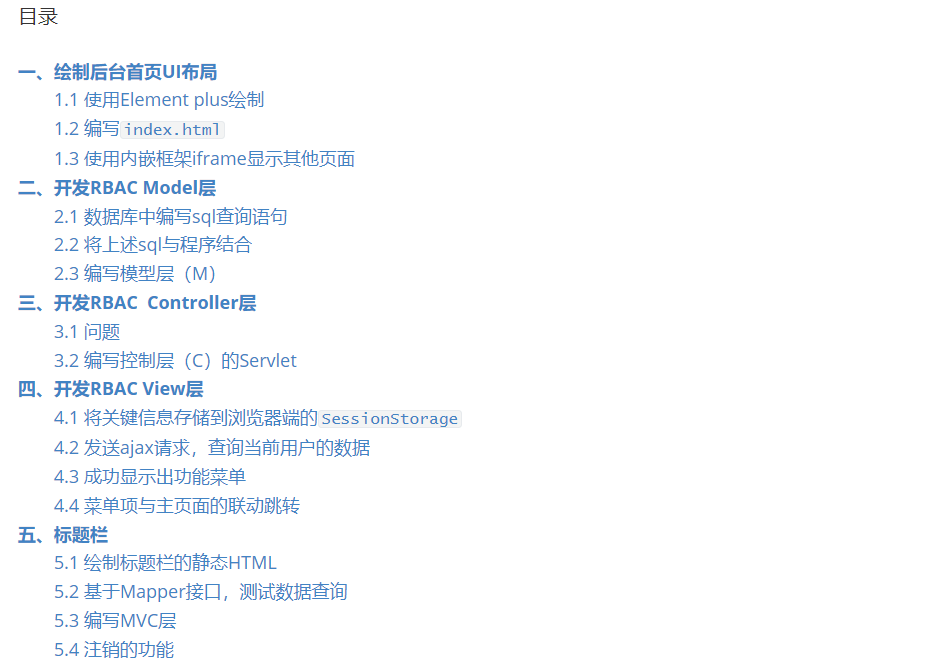 目录
一、绘制后台首页UI布局
1.1 使用Element plus绘制
1.2 编写index.html
1.3 使用内嵌框架iframe显示其他页面
二、开发RBAC Model层
2.1 数据库中编写sql查询语句
2.2 将上述sql与程序结合
2.3 编写模型层（M）
三、开发RBAC  Controller层
3.1 问题
3.2 编写控制层（C）的Servlet
四、开发RBAC View层
4.1 将关键信息存储到浏览器端的SessionStorage
4.2 发送ajax请求，查询当前用户的数据
4.3 成功显示出功能菜单
4.4 菜单项与主页面的联动跳转
五、标题栏
5.1 绘制标题栏的静态HTML
5.2 基于Mapper接口，测试数据查询
5.3 编写MVC层
5.4 注销的功能